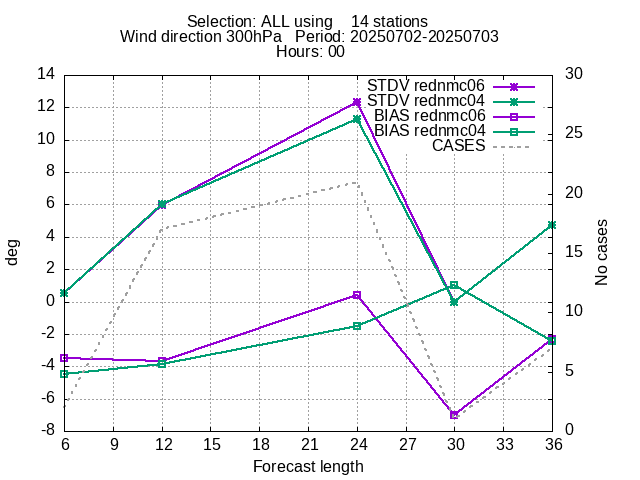 Selection: ALL using    14 stations
Wind direction 300hPa   Period: 20250702-20250703
Hours: 00
14
12
10
8
6
4
2
0
-2
-4
-6
-8
deg
STDV rednmc06
STDV rednmc04
BIAS rednmc06
BIAS rednmc04
CASES
30
25
20
15
10
5
0
No cases
6 9 12 15 18 21 24 27 30 33 36
Forecast length